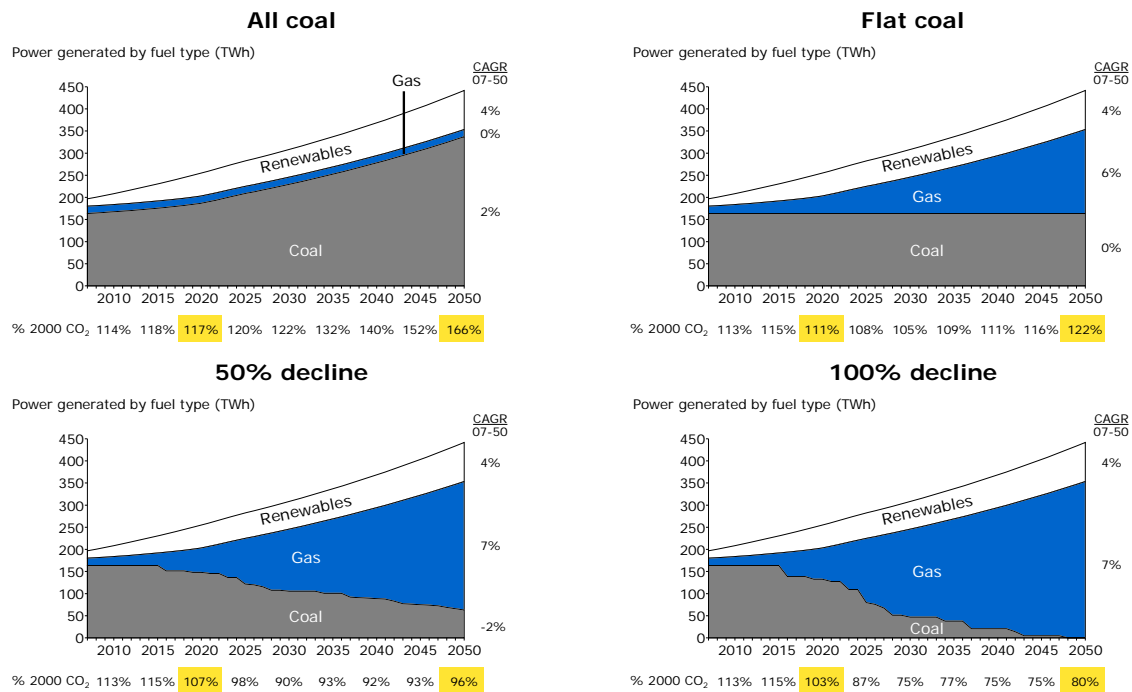 All coal
Power generated by fuel type (TWh)
CAGR
07-50
Gas
450
400
350
300
250
200
150
100
50
0
Renewables
Coal
4%
0%
2%
2010 2015 2020 2025 2030 2035 2040 2045 2050
% 2000 CO₂ 114% 118% 117% 120% 122% 132% 140% 152% 166%
Flat coal
Power generated by fuel type (TWh)
CAGR
07-50
450
400
350
300
250
200
150
100
50
0
Renewables
Gas
Coal
4%
6%
0%
2010 2015 2020 2025 2030 2035 2040 2045 2050
% 2000 CO₂ 113% 115% 111% 108% 105% 109% 111% 116% 122%
50% decline
Power generated by fuel type (TWh)
CAGR
07-50
450
400
350
300
250
200
150
100
50
0
Renewables
Gas
Coal
4%
7%
-2%
2010 2015 2020 2025 2030 2035 2040 2045 2050
% 2000 CO₂ 113% 115% 107% 98% 90% 93% 92% 93% 96%
100% decline
Power generated by fuel type (TWh)
CAGR
07-50
450
400
350
300
250
200
150
100
50
0
Renewables
Gas
Coal
4%
7%
2010 2015 2020 2025 2030 2035 2040 2045 2050
% 2000 CO₂ 113% 115% 103% 87% 75% 77% 75% 75% 80%